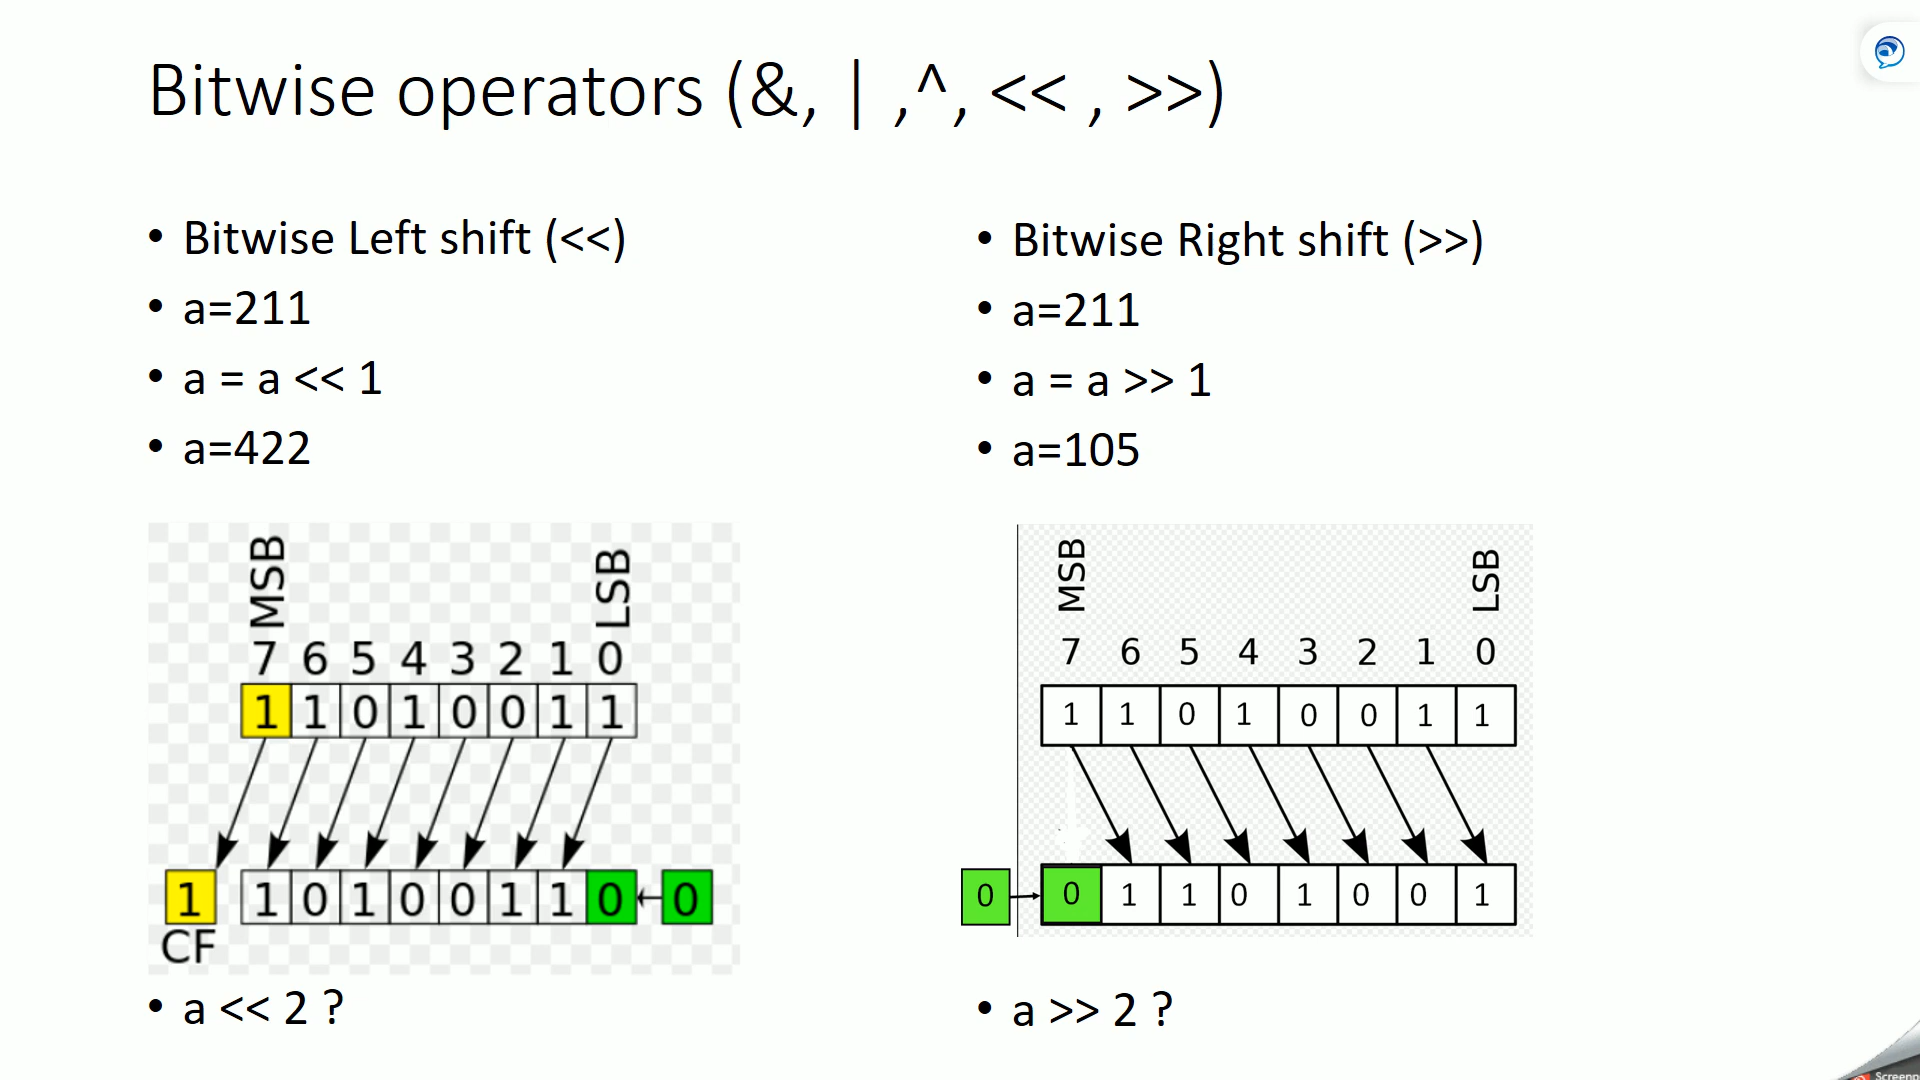 Bitwise operators (&, | ,^, << , >>)
• Bitwise Left shift (<<)
• a=211
• a = a << 1
• a=422
MSB LSB
7 6 5 4 3 2 1 0
1 1 0 1 0 0 1 1
1 1 0 1 0 0 1 1 0 0
CF
• a << 2 ?
• Bitwise Right shift (>>)
• a=211
• a = a >> 1
• a=105
MSB LSB
7 6 5 4 3 2 1 0
1 1 0 1 0 0 1 1
0 0 1 1 0 1 0 0 1
• a >> 2 ?